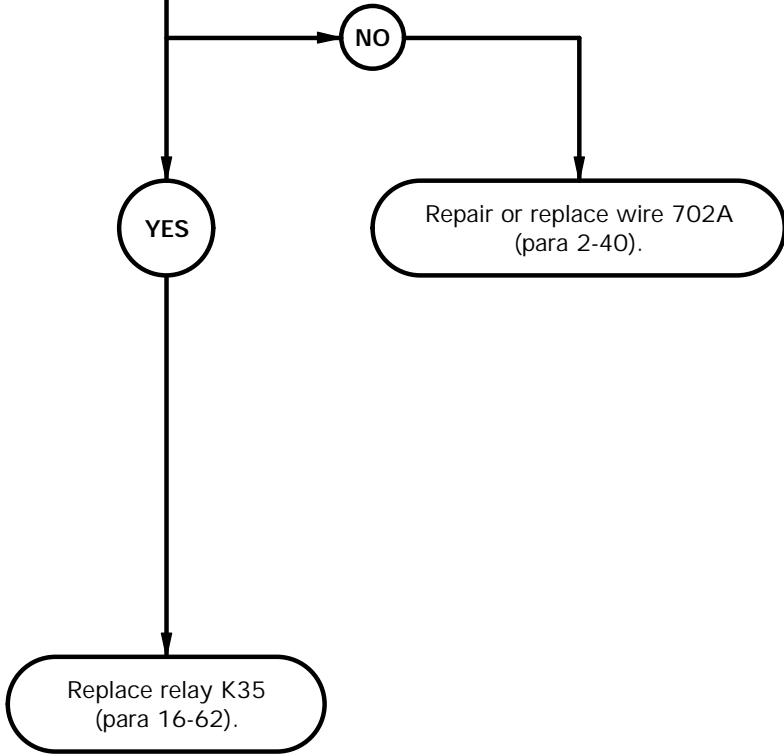 NO
YES
Repair or replace wire 702A
(para 2-40).
Replace relay K35
(para 16-62).